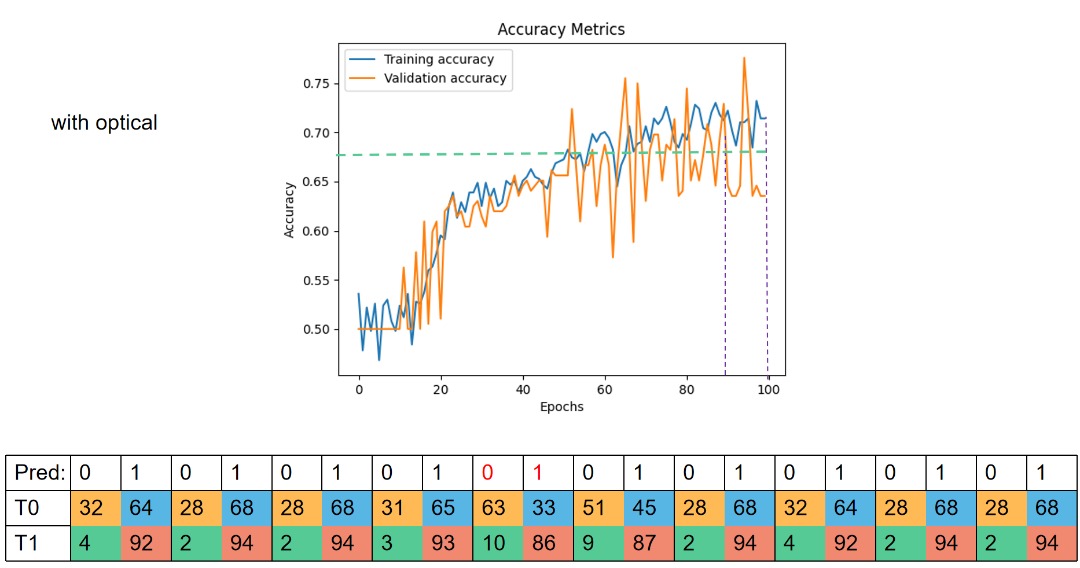 Accuracy Metrics
with optical
Training accuracy
Validation accuracy
0.75
0.70
0.65
0.60
0.55
0.50
Accuracy
0 20 40 60 80 100
Epochs
Pred: 0 1 0 1 0 1 0 1 0 1 0 1 0 1 0 1 0 1 0 1
T0 32 64 28 68 28 68 31 65 63 33 51 45 28 68 32 64 28 68 28 68
T1 4 92 2 94 2 94 3 93 10 86 9 87 2 94 4 92 2 94 2 94